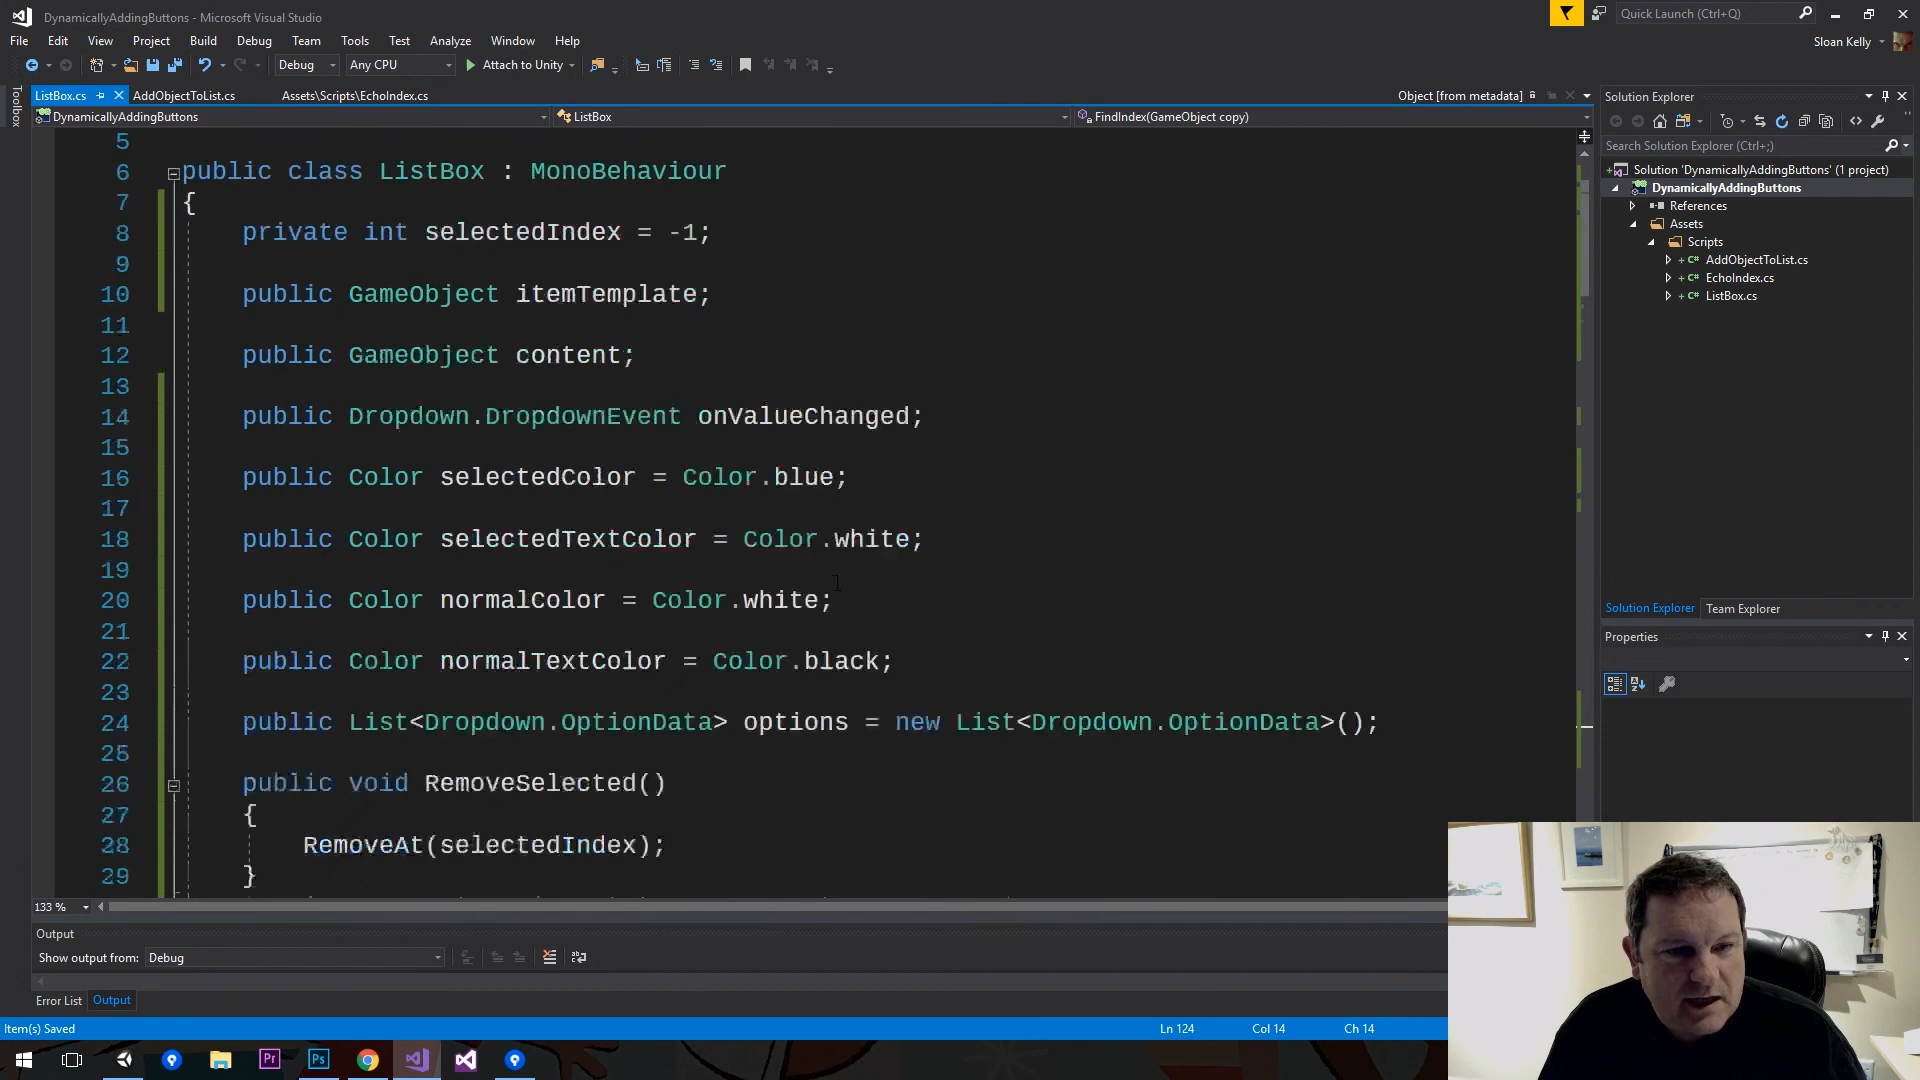 DynamicallyAddingButtons - Microsoft Visual Studio
Quick Launch (Ctrl+Q)
File Edit View Project Build Debug Team Tools Test Analyze Window Help
Sloan Kelly
Debug Any CPU Attach to Unity
Toolbox
ListBox.cs AddObjectToList.cs Assets\Scripts\EchoIndex.cs Object [from metadata]
DynamicallyAddingButtons ListBox FindIndex(GameObject copy)
5
6 public class ListBox : MonoBehaviour
7 {
8 private int selectedIndex = -1;
9
10 public GameObject itemTemplate;
11
12 public GameObject content;
13
14 public Dropdown.DropdownEvent onValueChanged;
15
16 public Color selectedColor = Color.blue;
17
18 public Color selectedTextColor = Color.white;
19
20 public Color normalColor = Color.white;
21
22 public Color normalTextColor = Color.black;
23
24 public List<Dropdown.OptionData> options = new List<Dropdown.OptionData>();
25
26 public void RemoveSelected()
27 {
28 RemoveAt(selectedIndex);
29 }
133 %
Output
Show output from: Debug
Error List Output
Item(s) Saved Ln 124 Col 14 Ch 14
Solution Explorer
Search Solution Explorer (Ctrl+;)
Solution 'DynamicallyAddingButtons' (1 project)
DynamicallyAddingButtons
References
Assets
Scripts
AddObjectToList.cs
EchoIndex.cs
ListBox.cs
Solution Explorer Team Explorer
Properties
Pr Ps